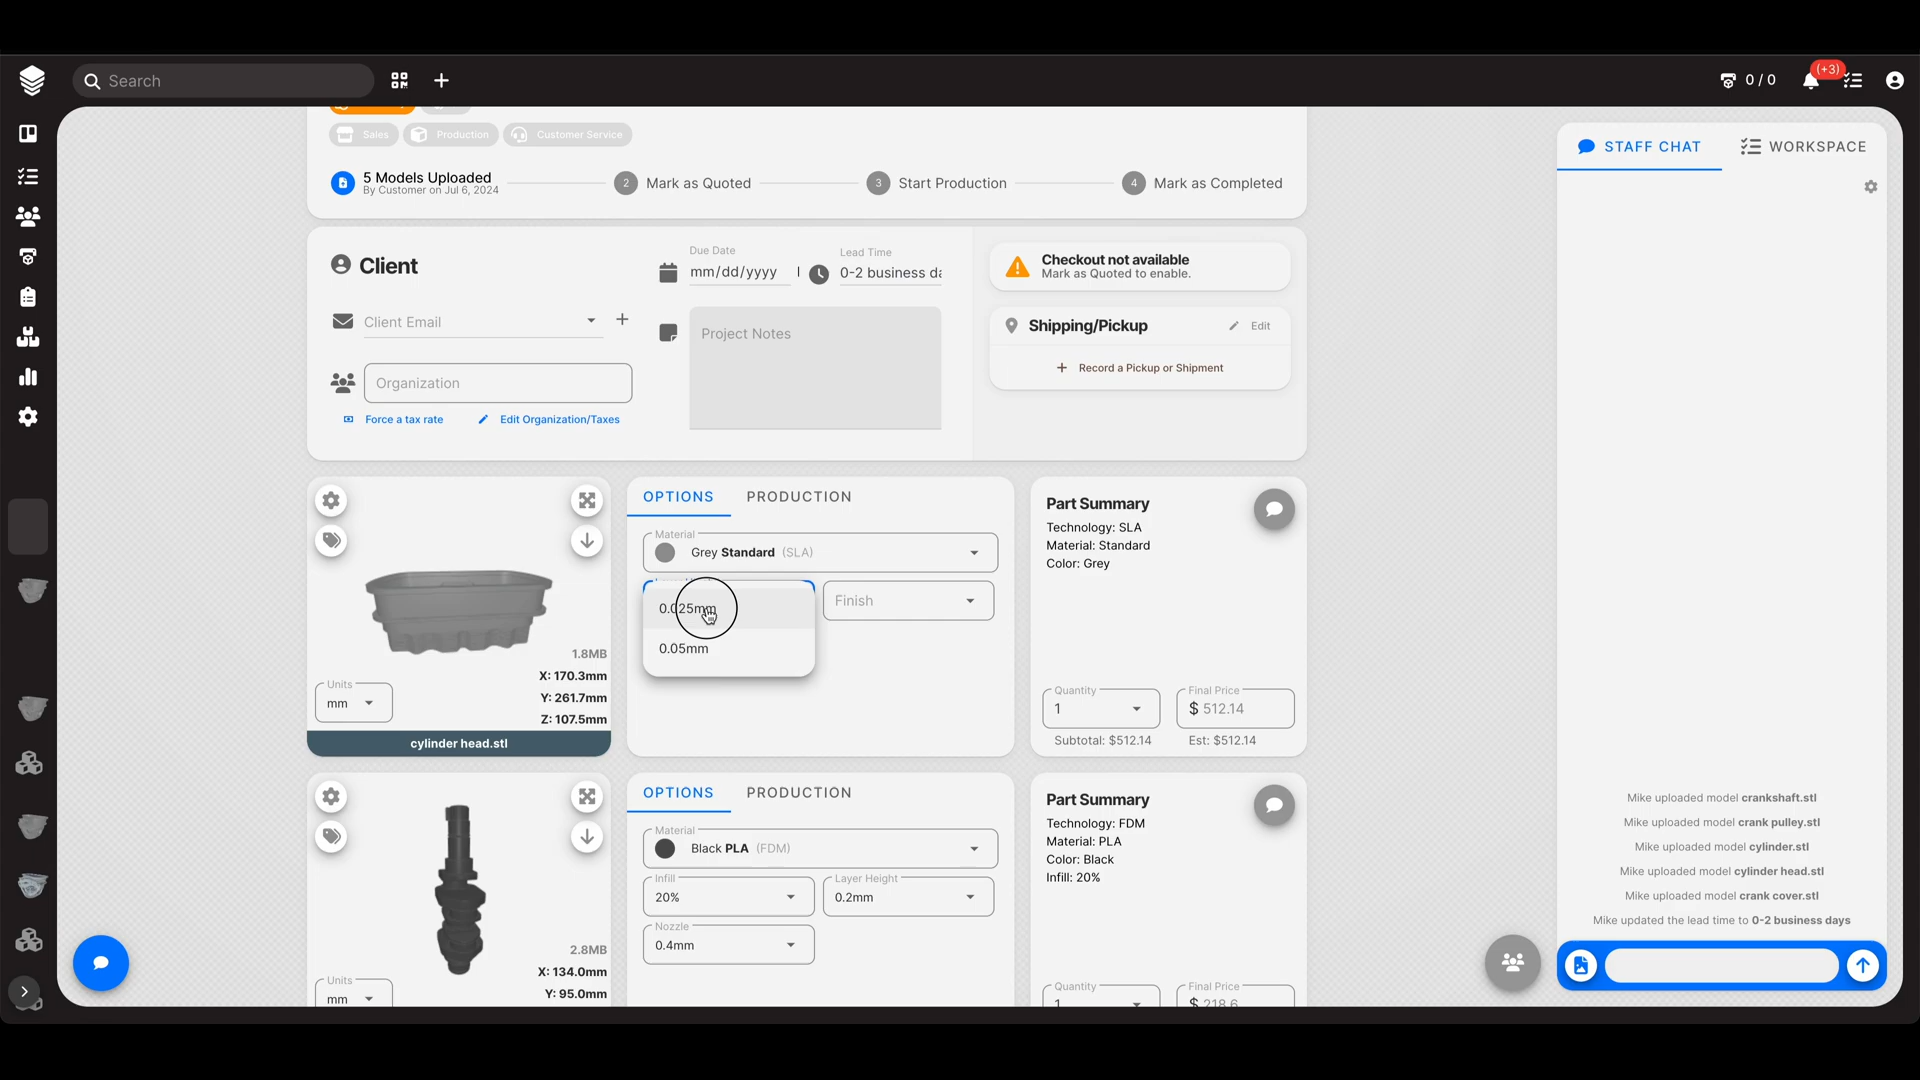 Search
0 / 0
(+3)
Sales
Production
Customer Service
5 Models Uploaded
By Customer on Jul 6, 2024
2
Mark as Quoted
3
Start Production
4
Mark as Completed
Client
Client Email
Organization
Force a tax rate
Edit Organization/Taxes
Due Date
mm/dd/yyyy
Lead Time
0-2 business da
Project Notes
Checkout not available
Mark as Quoted to enable.
Shipping/Pickup
Edit
Record a Pickup or Shipment
1.8MB
X: 170.3mm
Y: 261.7mm
Z: 107.5mm
Units
mm
cylinder head.stl
OPTIONS
PRODUCTION
Material
Grey Standard (SLA)
0.025mm
0.05mm
Finish
Part Summary
Technology: SLA
Material: Standard
Color: Grey
Quantity
1
Final Price
$ 512.14
Subtotal: $512.14
Est: $512.14
2.8MB
X: 134.0mm
Y: 95.0mm
Units
mm
OPTIONS
PRODUCTION
Material
Black PLA (FDM)
Infill
20%
Layer Height
0.2mm
Nozzle
0.4mm
Part Summary
Technology: FDM
Material: PLA
Color: Black
Infill: 20%
Quantity
1
Final Price
$ 218.6
STAFF CHAT
WORKSPACE
Mike uploaded model crankshaft.stl
Mike uploaded model crank pulley.stl
Mike uploaded model cylinder.stl
Mike uploaded model cylinder head.stl
Mike uploaded model crank cover.stl
Mike updated the lead time to 0-2 business days